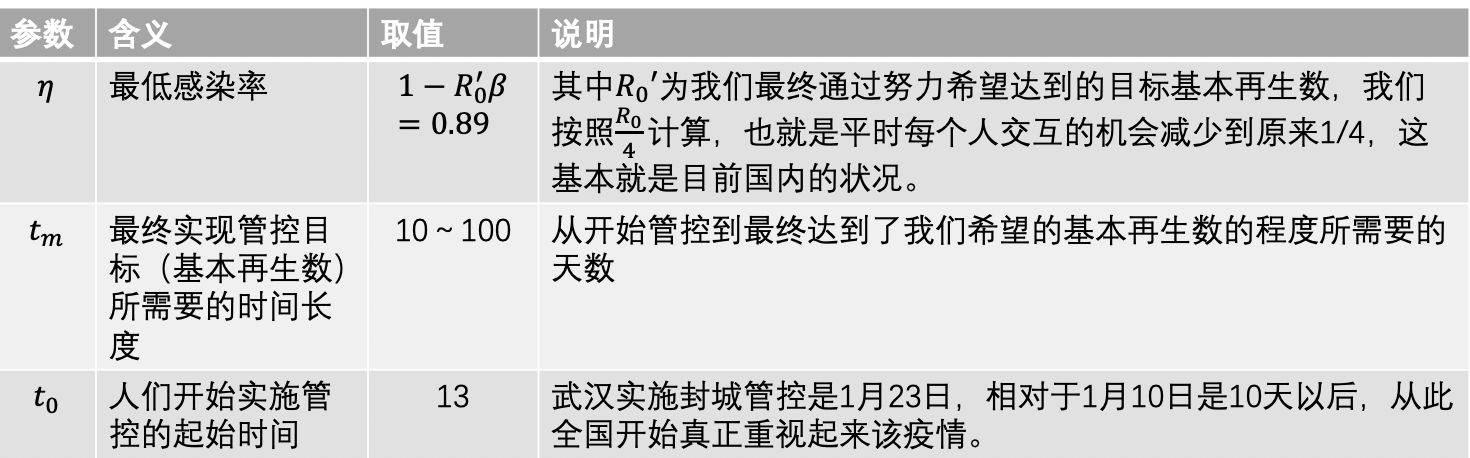 参数 含义 取值 说明
η 最低感染率 1 − R₀′β 其中R₀′为我们最终通过努力希望达到的目标基本再生数，我们
= 0.89 按照R₀/4计算，也就是平时每个人交互的机会减少到原来1/4，这
基本就是目前国内的状况。
tₘ 最终实现管控目 10 ~ 100 从开始管控到最终达到了我们希望的基本再生数的程度所需要的
标（基本再生数） 天数
所需要的时间长
度
t₀ 人们开始实施管 13 武汉实施封城管控是1月23日，相对于1月10日是10天以后，从此
控的起始时间 全国开始真正重视起来该疫情。